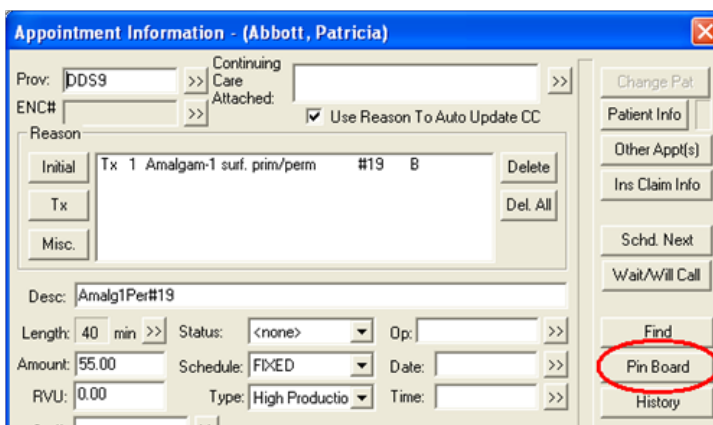 Appointment Information - (Abbott, Patricia)
Prov: DDS9 >> Continuing Care Attached: >> Change Pat
ENC# >> Use Reason To Auto Update CC Patient Info
Reason Other Appt(s)
Initial Tx 1 Amalgam-1 surf. prim/perm #19 B Delete Ins Claim Info
Tx Del. All
Misc. Schd. Next
Wait/Will Call
Desc: Amalg1Per#19
Length: 40 min >> Status: <none> Op: >> Find
Amount: 55.00 Schedule: FIXED Date: >> Pin Board
RVU: 0.00 Type: High Productio Time: >> History